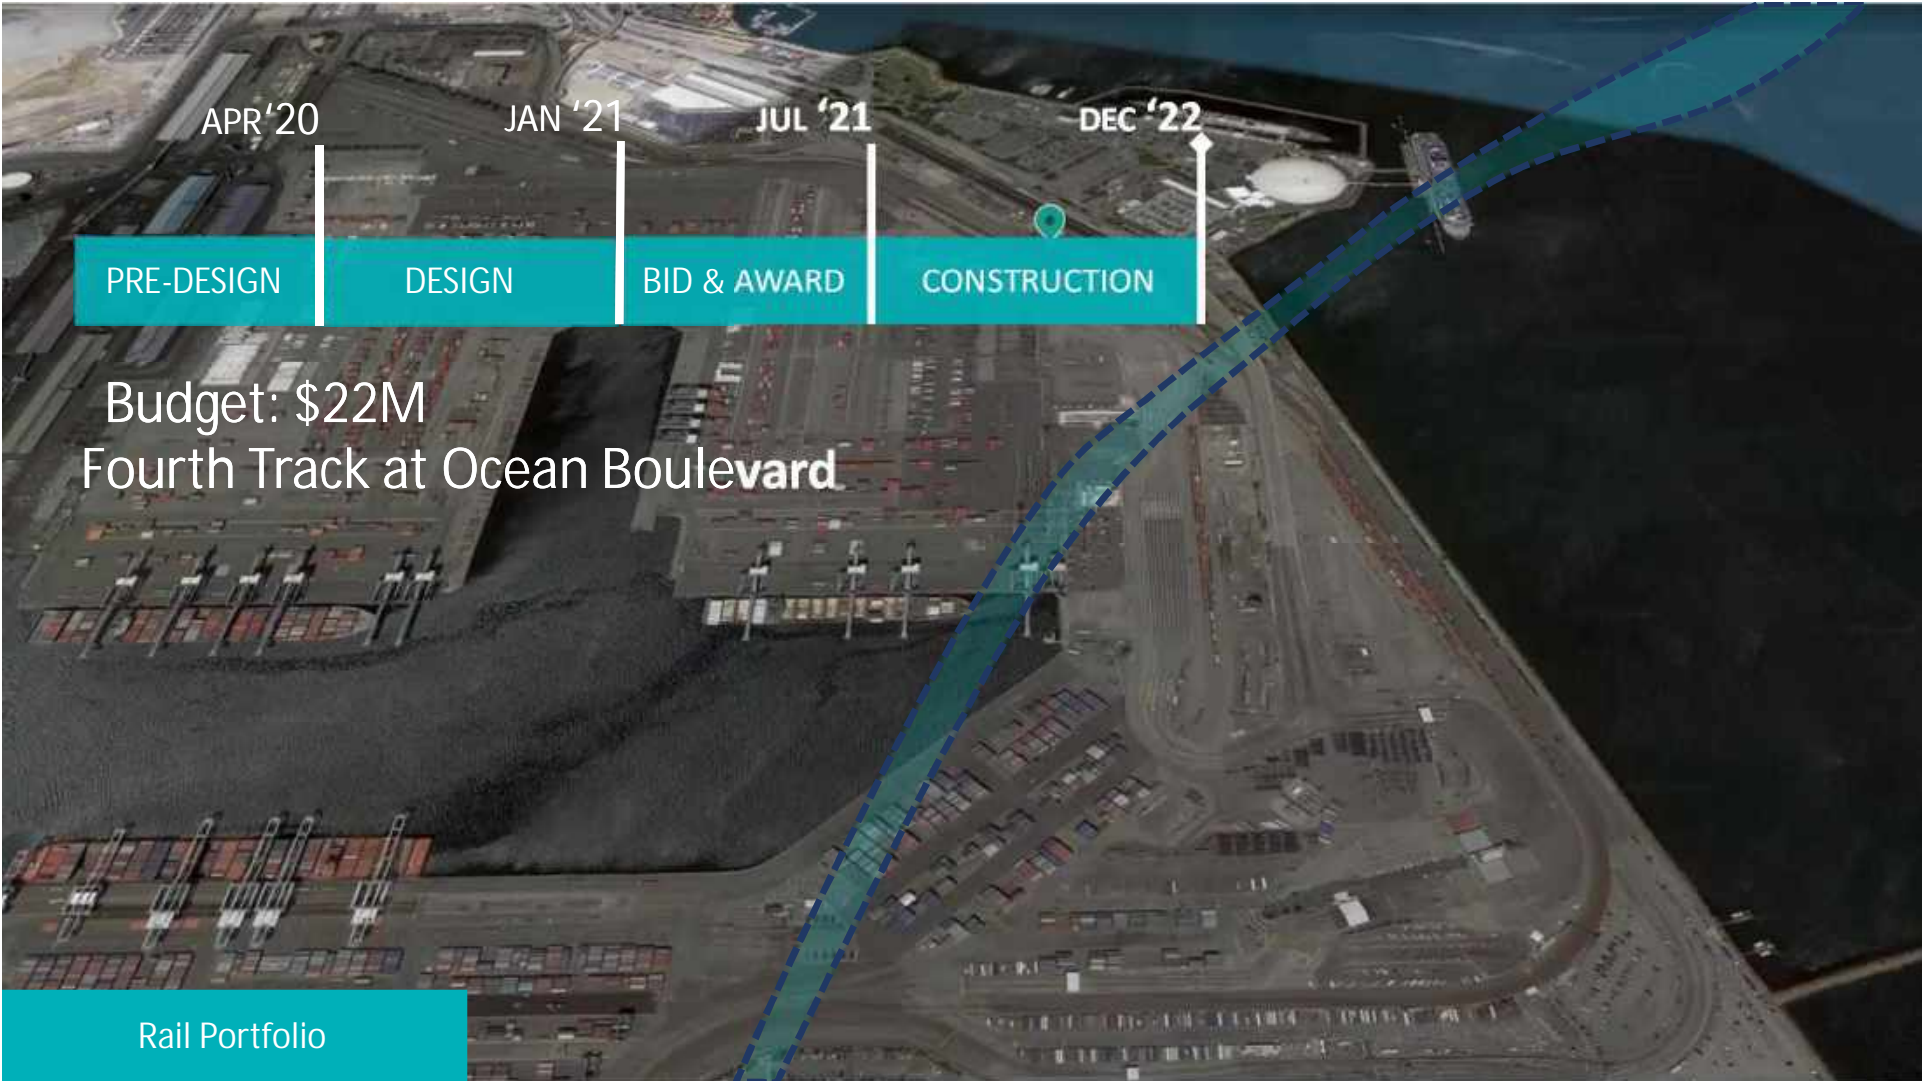 APR‘20 JAN ‘21 JUL ‘21 DEC ‘22
PRE-DESIGN DESIGN BID & AWARD CONSTRUCTION
Budget: $22M
Fourth Track at Ocean Boulevard
Rail Portfolio